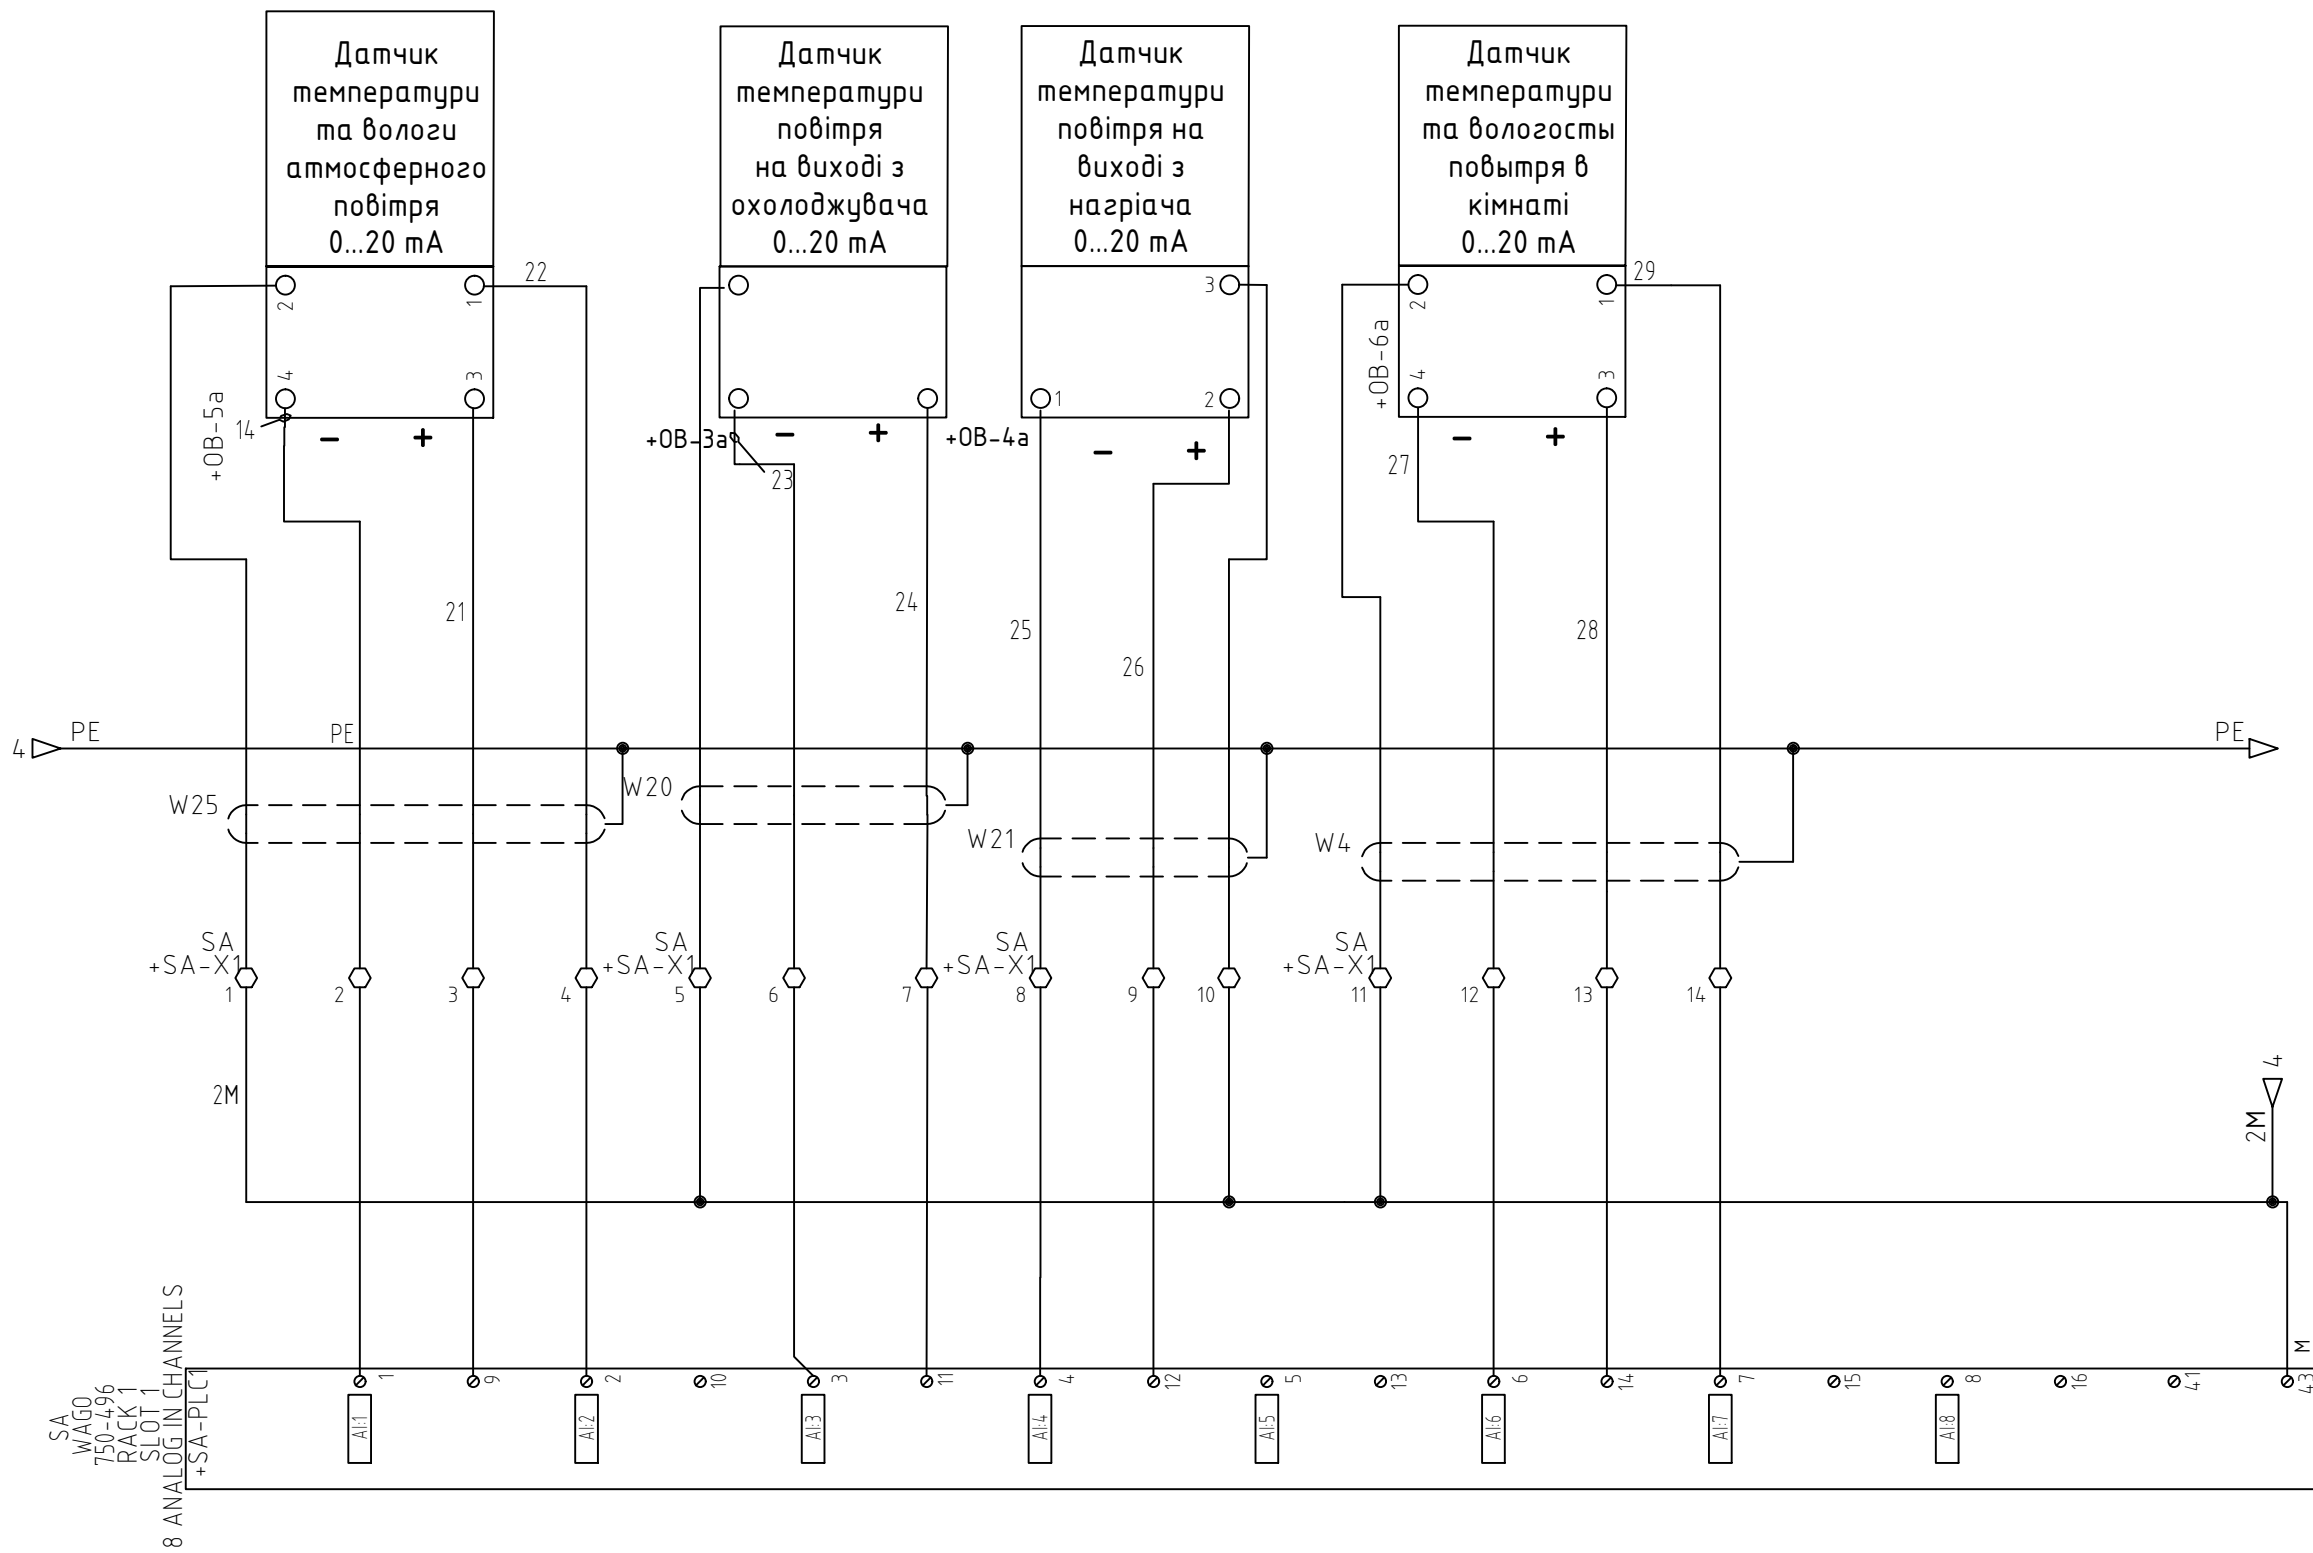 Датчик
температури
та вологи
атмосферного
повітря
0...20 mA
Датчик
температури
повітря
на виході з
охолоджувача
0...20 mA
Датчик
температури
повітря на
виході з
нагріача
0...20 mA
Датчик
температури
та вологосты
повытря в
кімнаті
0...20 mA
2
1
22
4
3
+OB-5a
14
− +
+OB-3a
− +
23
3
1
2
+OB-4a
− +
2
1
29
+OB-6a
4
3
− +
27
21
24
25
26
28
4
PE
PE
PE
W25
W20
W21
W4
SA
+SA-X1
1
2
3
4
SA
+SA-X1
5
6
7
SA
+SA-X1
8
9
10
SA
+SA-X1
11
12
13
14
2M
4
2M
M
SA
WAGO
750-496
RACK 1
SLOT 1
8 ANALOG IN CHANNELS
+SA-PLC1
1
9
2
10
3
11
4
12
5
13
6
14
7
15
8
16
41
43
AI:1
AI:2
AI:3
AI:4
AI:5
AI:6
AI:7
AI:8